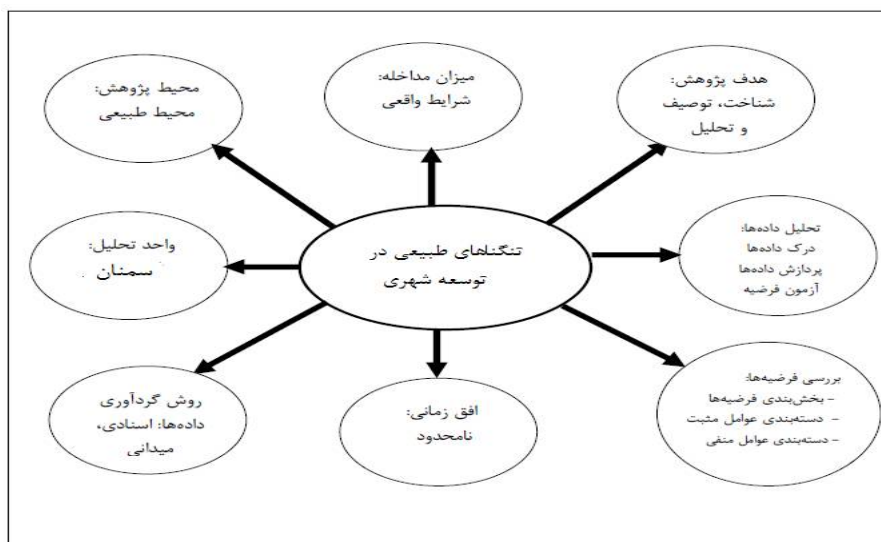 هدف پژوهش:
شناخت، توصیف
و تحلیل
میزان مداخله:
شرایط واقعی
محیط پژوهش:
محیط طبیعی
تحلیل داده‌ها:
درک داده‌ها
پردازش داده‌ها
آزمون فرضیه
تنگناهای طبیعی در
توسعه شهری
واحد تحلیل:
سمنان
بررسی فرضیه‌ها:
- بخش‌بندی فرضیه‌ها
- دسته‌بندی عوامل مثبت
- دسته‌بندی عوامل منفی
افق زمانی:
نامحدود
روش گردآوری
داده‌ها: اسنادی،
میدانی